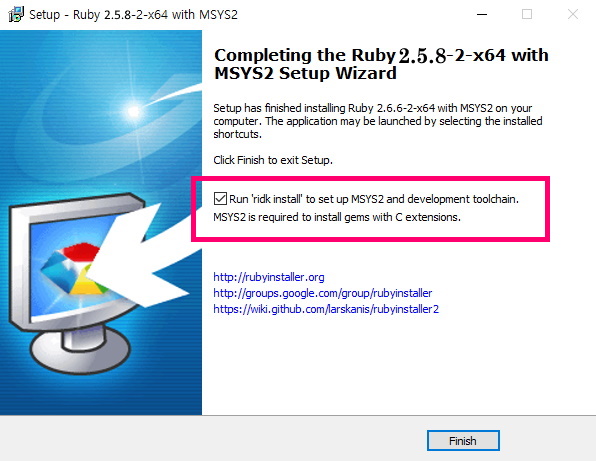 Setup - Ruby 2.5.8-2-x64 with MSYS2
Completing the Ruby 2.5.8-2-x64 with
MSYS2 Setup Wizard
Setup has finished installing Ruby 2.6.6-2-x64 with MSYS2 on your
computer. The application may be launched by selecting the installed
shortcuts.
Click Finish to exit Setup.
Run 'ridk install' to set up MSYS2 and development toolchain.
MSYS2 is required to install gems with C extensions.
http://rubyinstaller.org
http://groups.google.com/group/rubyinstaller
https://wiki.github.com/larskanis/rubyinstaller2
Finish